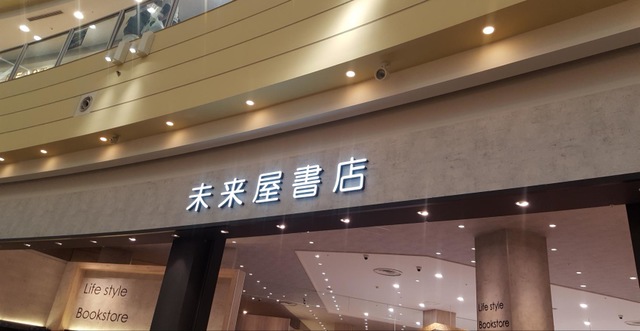 未来屋書店
Life style
Bookstore
Life style
Bookstore